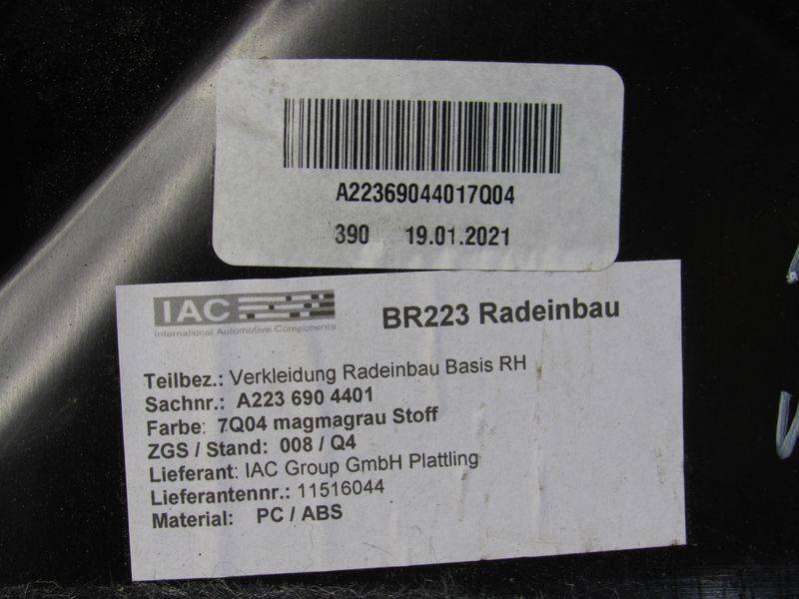 A22369044017Q04
390 19.01.2021
IAC
International Automotive Components
BR223 Radeinbau
Teilbez.: Verkleidung Radeinbau Basis RH
Sachnr.: A223 690 4401
Farbe: 7Q04 magmagrau Stoff
ZGS / Stand: 008 / Q4
Lieferant: IAC Group GmbH Plattling
Lieferantennr.: 11516044
Material: PC / ABS